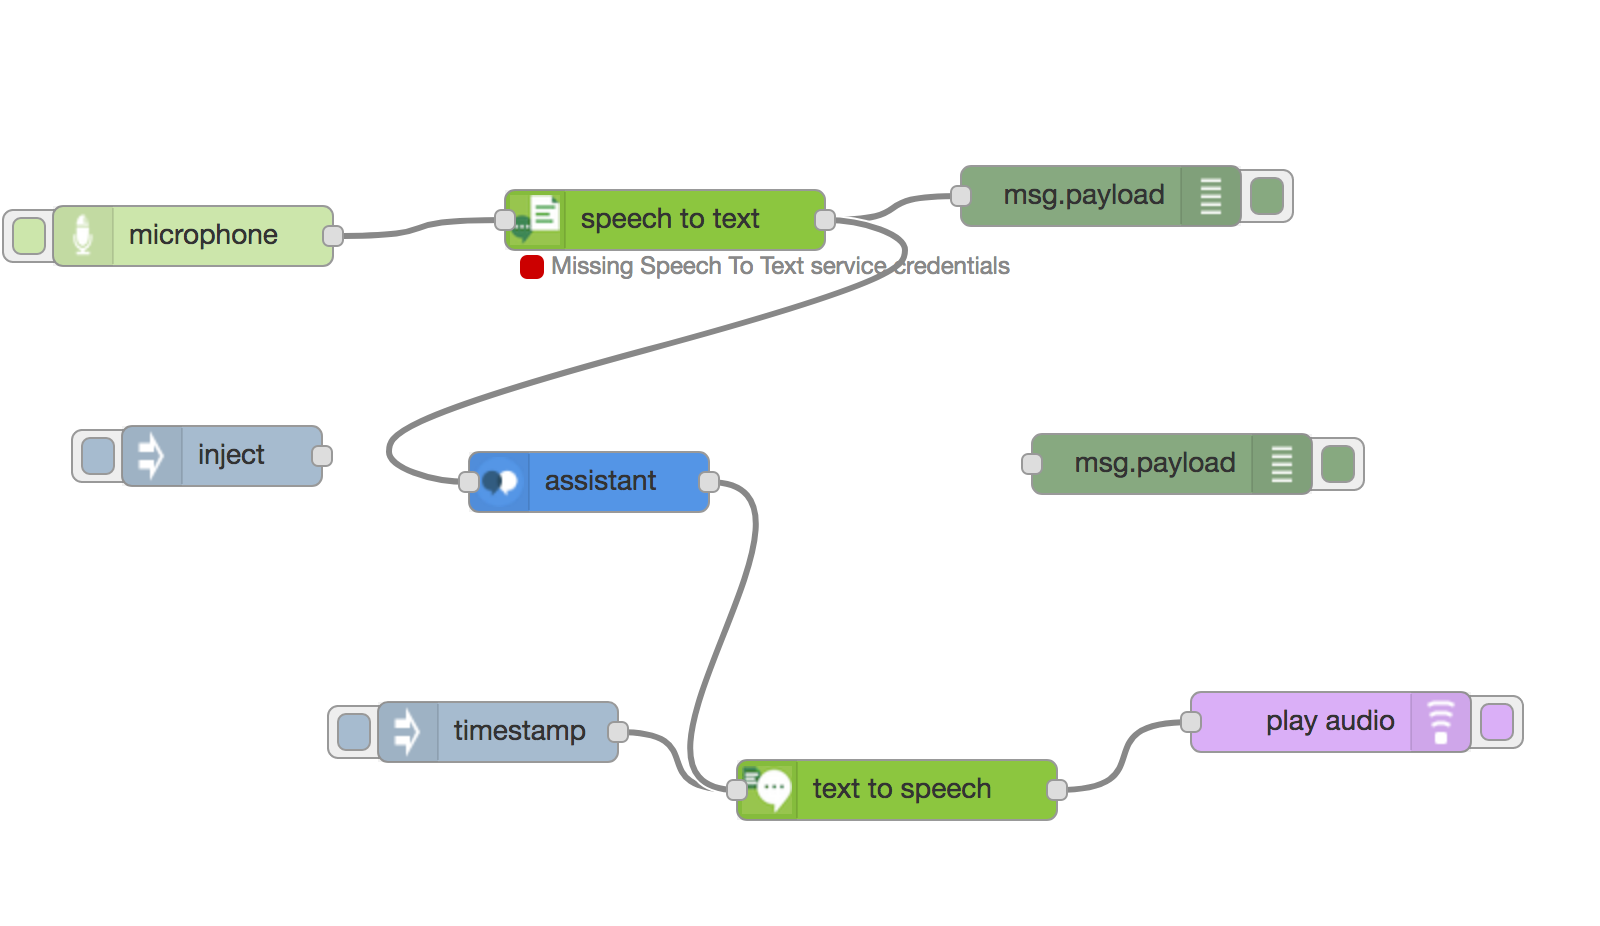 microphone
speech to text
msg.payload
Missing Speech To Text service credentials
inject
assistant
msg.payload
timestamp
text to speech
play audio